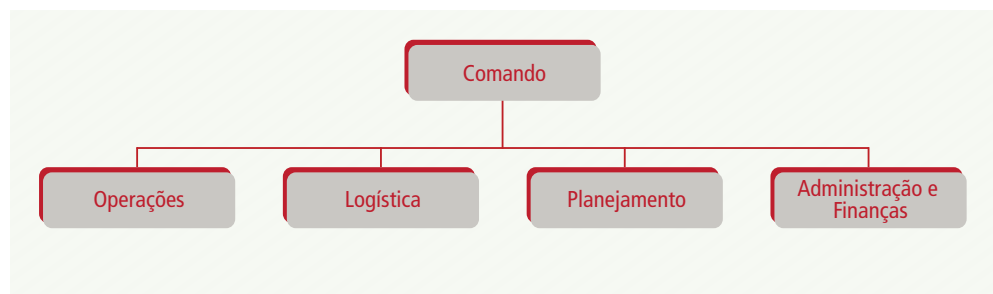 Comando
Operações
Logística
Planejamento
Administração e
Finanças